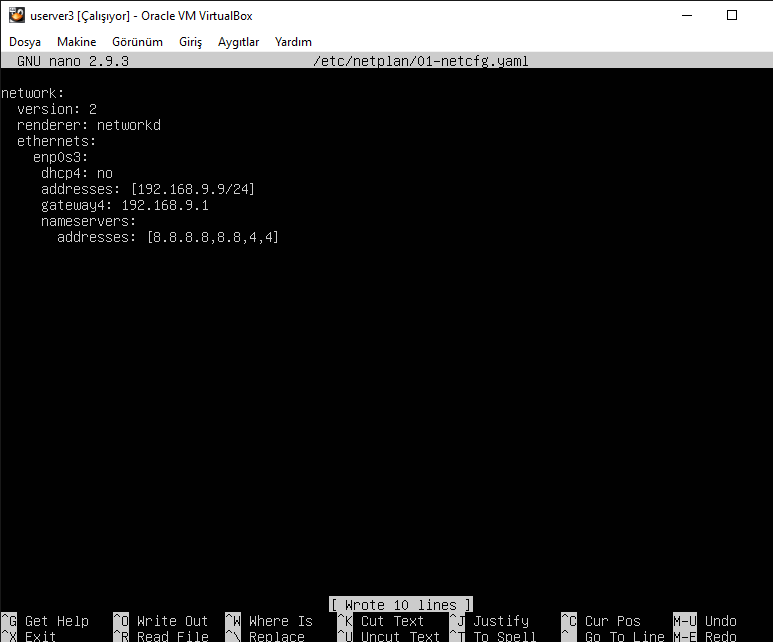 userver3 [Çalışıyor] - Oracle VM VirtualBox
Dosya Makine Görünüm Giriş Aygıtlar Yardım
GNU nano 2.9.3 /etc/netplan/01-netcfg.yaml
network:
  version: 2
  renderer: networkd
  ethernets:
    enp0s3:
     dhcp4: no
     addresses: [192.168.9.9/24]
     gateway4: 192.168.9.1
     nameservers:
       addresses: [8.8.8.8,8.8,4,4]
[ Wrote 10 lines ]
^G Get Help ^O Write Out ^W Where Is ^K Cut Text ^J Justify ^C Cur Pos M-U Undo
^X Exit ^R Read File ^\ Replace ^U Uncut Text ^T To Spell ^_ Go To Line M-E Redo